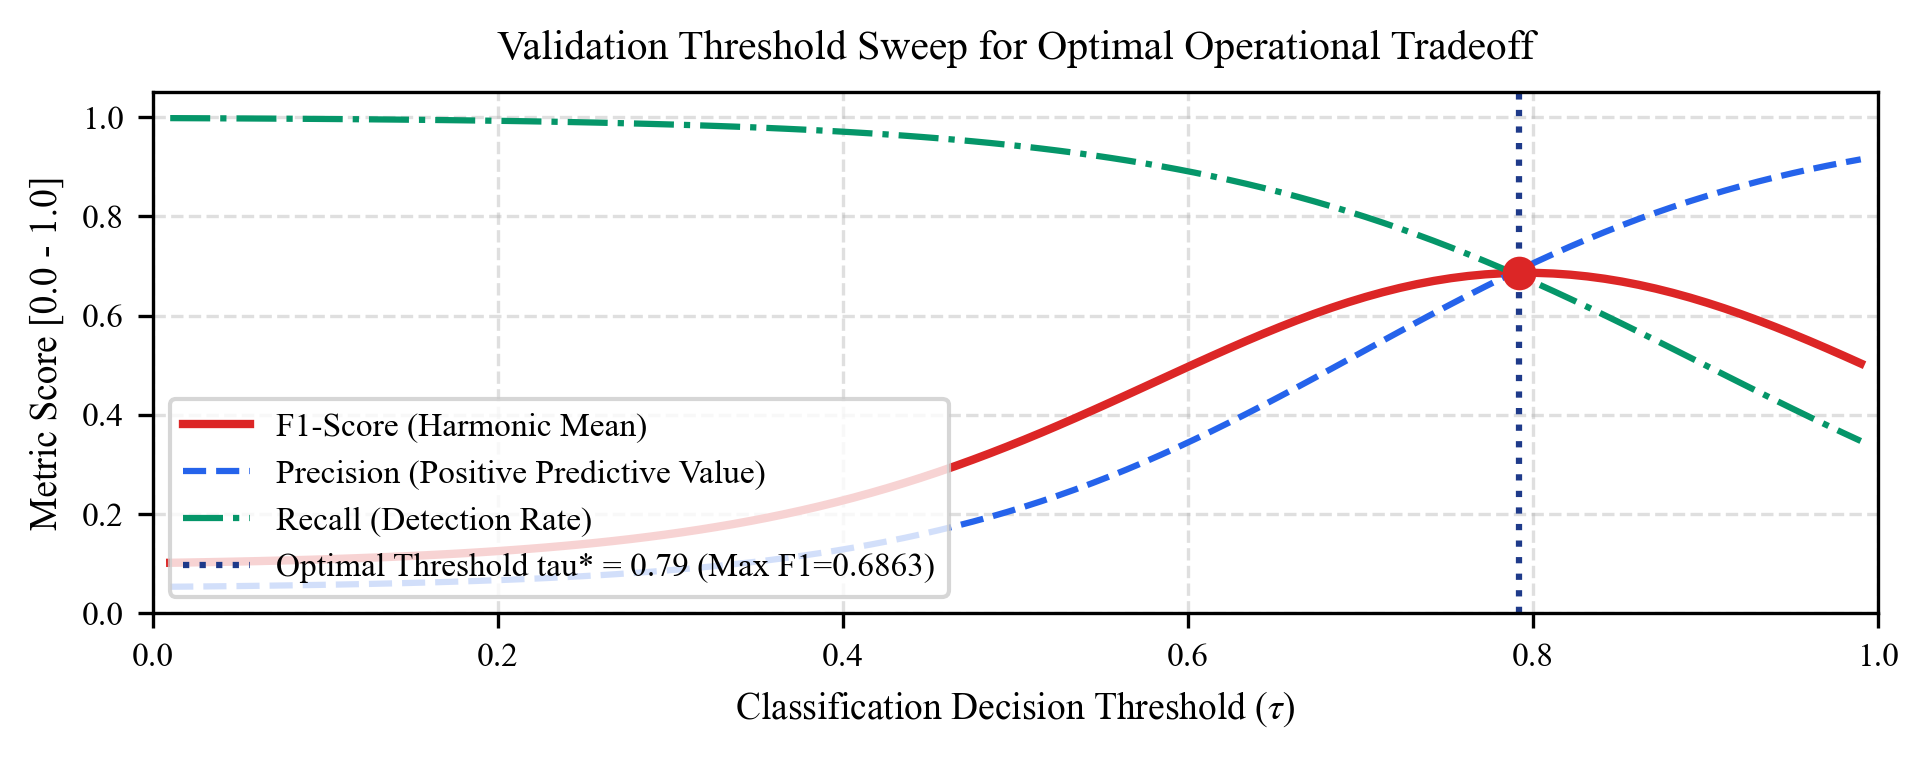 Validation Threshold Sweep for Optimal Operational Tradeoff
Metric Score [0.0 - 1.0]
1.0
0.8
0.6
0.4
0.2
0.0
F1-Score (Harmonic Mean)
Precision (Positive Predictive Value)
Recall (Detection Rate)
Optimal Threshold tau* = 0.79 (Max F1=0.6863)
0.0 0.2 0.4 0.6 0.8 1.0
Classification Decision Threshold (τ)